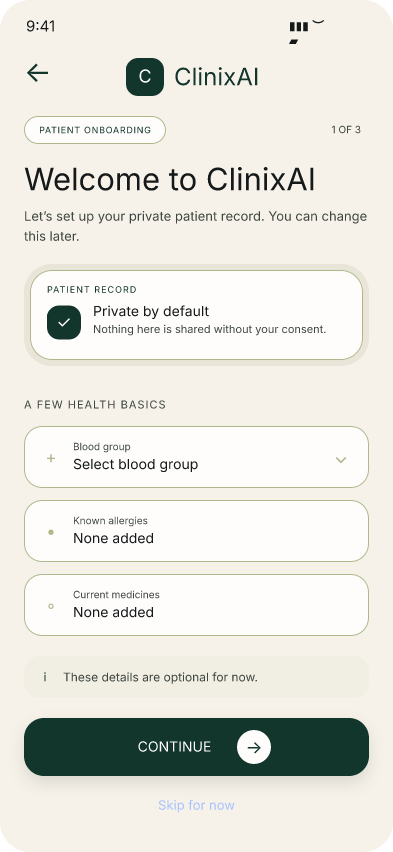 9:41
C ClinixAI
PATIENT ONBOARDING
1 OF 3
Welcome to ClinixAI
Let’s set up your private patient record. You can change
this later.
PATIENT RECORD
Private by default
Nothing here is shared without your consent.
A FEW HEALTH BASICS
Blood group
Select blood group
Known allergies
None added
Current medicines
None added
i These details are optional for now.
CONTINUE
Skip for now